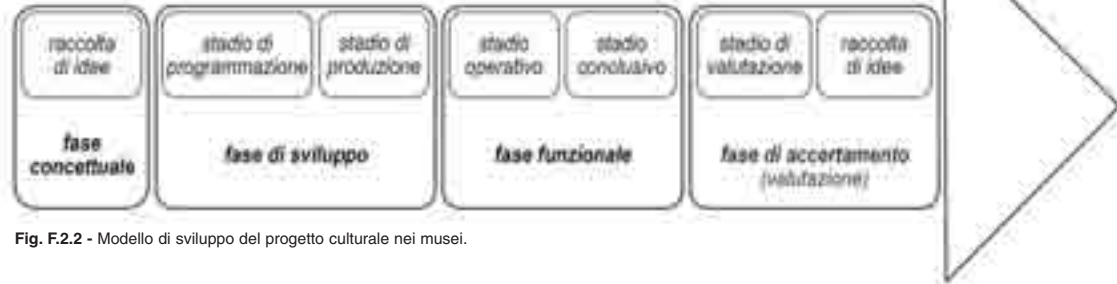 raccolta
di idee
stadio di
programmazione
stadio di
produzione
stadio
operativo
stadio
conclusivo
stadio di
valutazione
raccolta
di idee
fase
concettuale
fase di sviluppo
fase funzionale
fase di accertamento
(valutazione)
Fig. F.2.2 - Modello di sviluppo del progetto culturale nei musei.